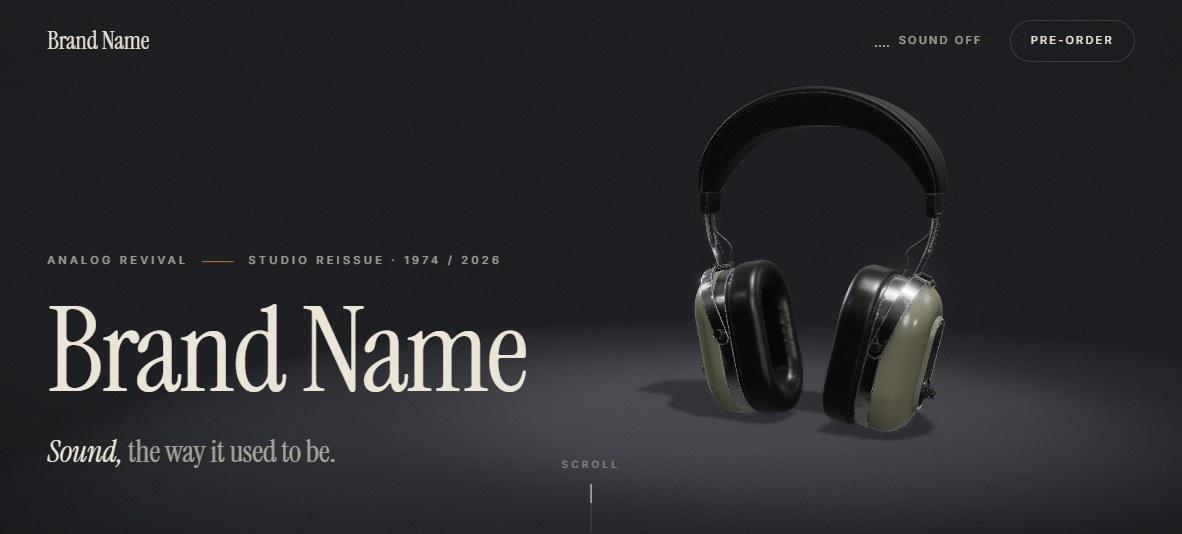 Brand Name
SOUND OFF
PRE-ORDER
ANALOG REVIVAL — STUDIO REISSUE · 1974 / 2026
Brand Name
Sound, the way it used to be.
SCROLL